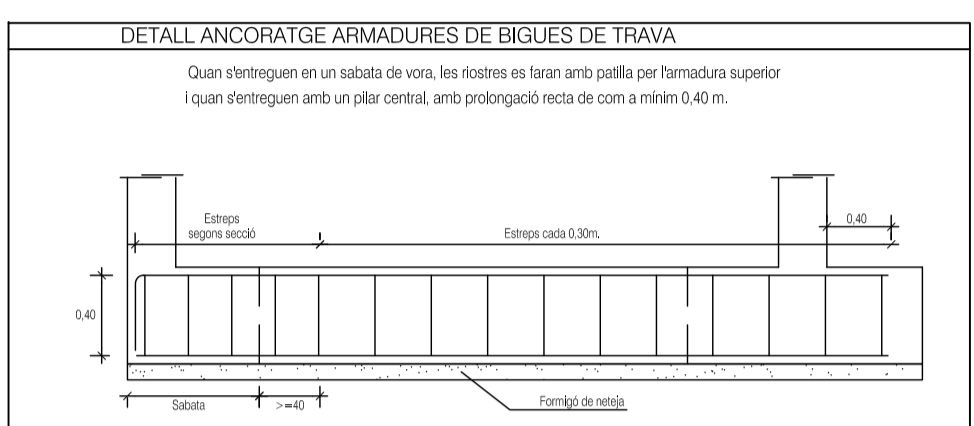 DETALL ANCORATGE ARMADURES DE BIGUES DE TRAVA
Quan s'entreguen en un sabata de vora, les riostres es faran amb patilla per l'armadura superior
i quan s'entreguen amb un pilar central, amb prolongació recta de com a mínim 0,40 m.
Estreps
segons secció
Estreps cada 0,30m.
0,40
0,40
Sabata
>=40
Formigó de neteja